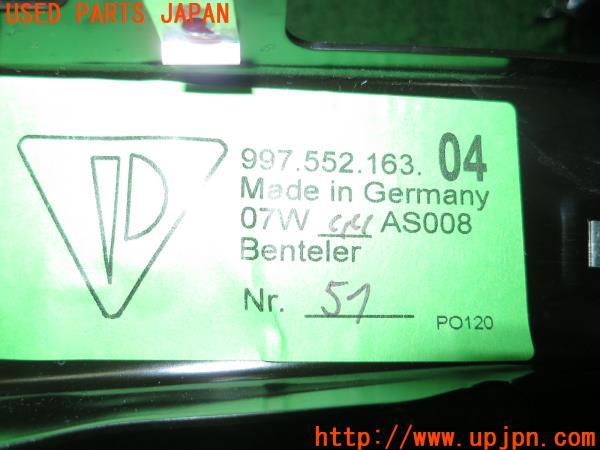 USED PARTS JAPAN
997.552.163. 04
Made in Germany
07W 44 AS008
Benteler
Nr. 51
PO120
http://www.upjpn.com